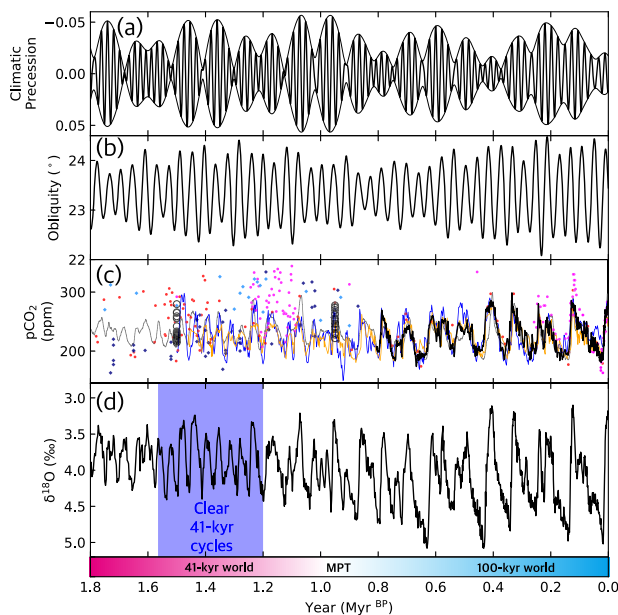 (a)
Climatic
Precession
-0.05
0.00
0.05
(b)
Obliquity (°)
24
23
22
(c)
pCO2
(ppm)
300
200
(d)
δ18O (‰)
3.0
3.5
4.0
4.5
5.0
Clear
41-kyr
cycles
41-kyr world MPT 100-kyr world
1.8 1.6 1.4 1.2 1.0 0.8 0.6 0.4 0.2 0.0
Year (Myr BP)